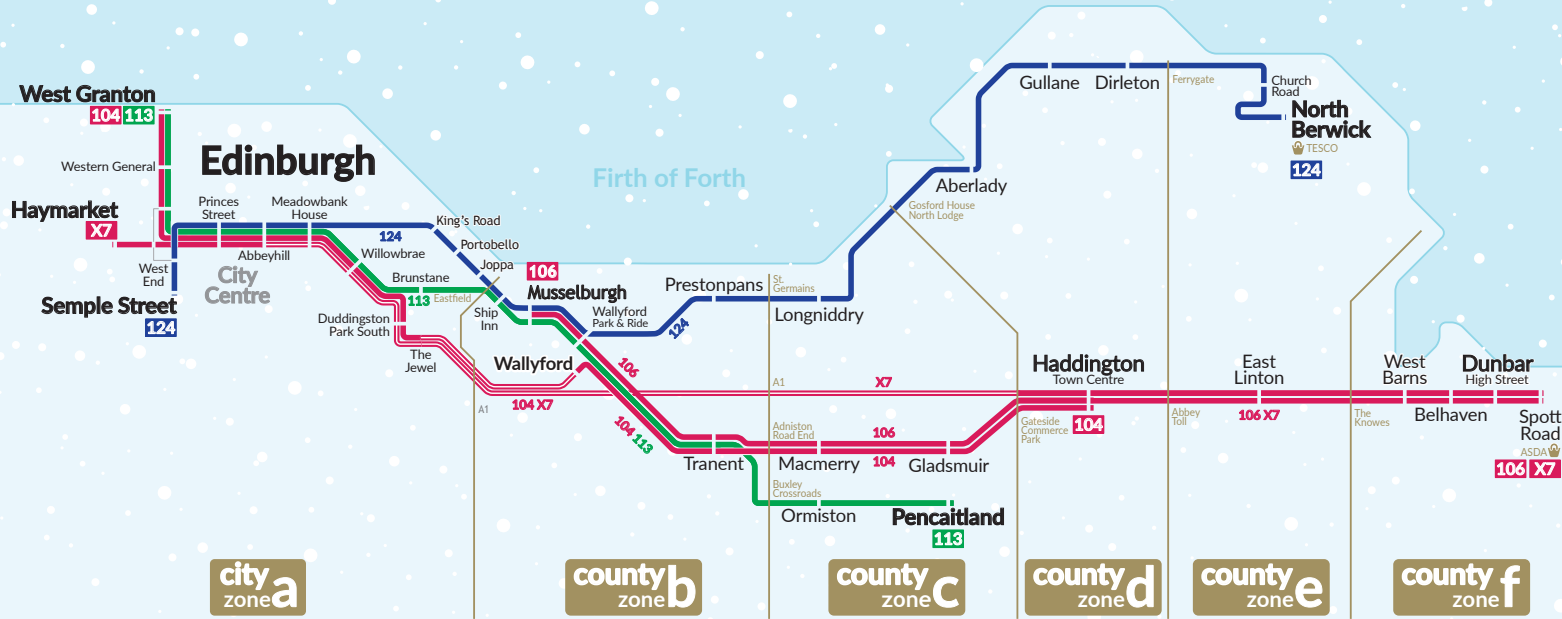 West Granton
104 113
Western General
Edinburgh
Haymarket
X7
Princes
Street
Meadowbank
House
Abbeyhill
City
Centre
West
End
Semple Street
124
124
King's Road
Portobello
Joppa
Willowbrae
Brunstane
113
Eastfield
Duddingston
Park South
The
Jewel
Ship
Inn
106
Musselburgh
Wallyford
Park & Ride
Wallyford
A1
104 X7
106
104 113
124
Prestonpans
St.
Germains
Longniddry
Firth of Forth
Aberlady
Gosford House
North Lodge
Gullane
Dirleton
Ferrygate
Church
Road
North
Berwick
TESCO
124
A1
X7
Tranent
Adniston
Road End
Macmerry
106
104
Gladsmuir
Buxley
Crossroads
Ormiston
Pencaitland
113
Haddington
Town Centre
Gateside
Commerce
Park
104
East
Linton
Abbey
Toll
106 X7
West
Barns
The
Knowes
Belhaven
Dunbar
High Street
Spott
Road
ASDA
106 X7
city
zone a
county
zone b
county
zone c
county
zone d
county
zone e
county
zone f